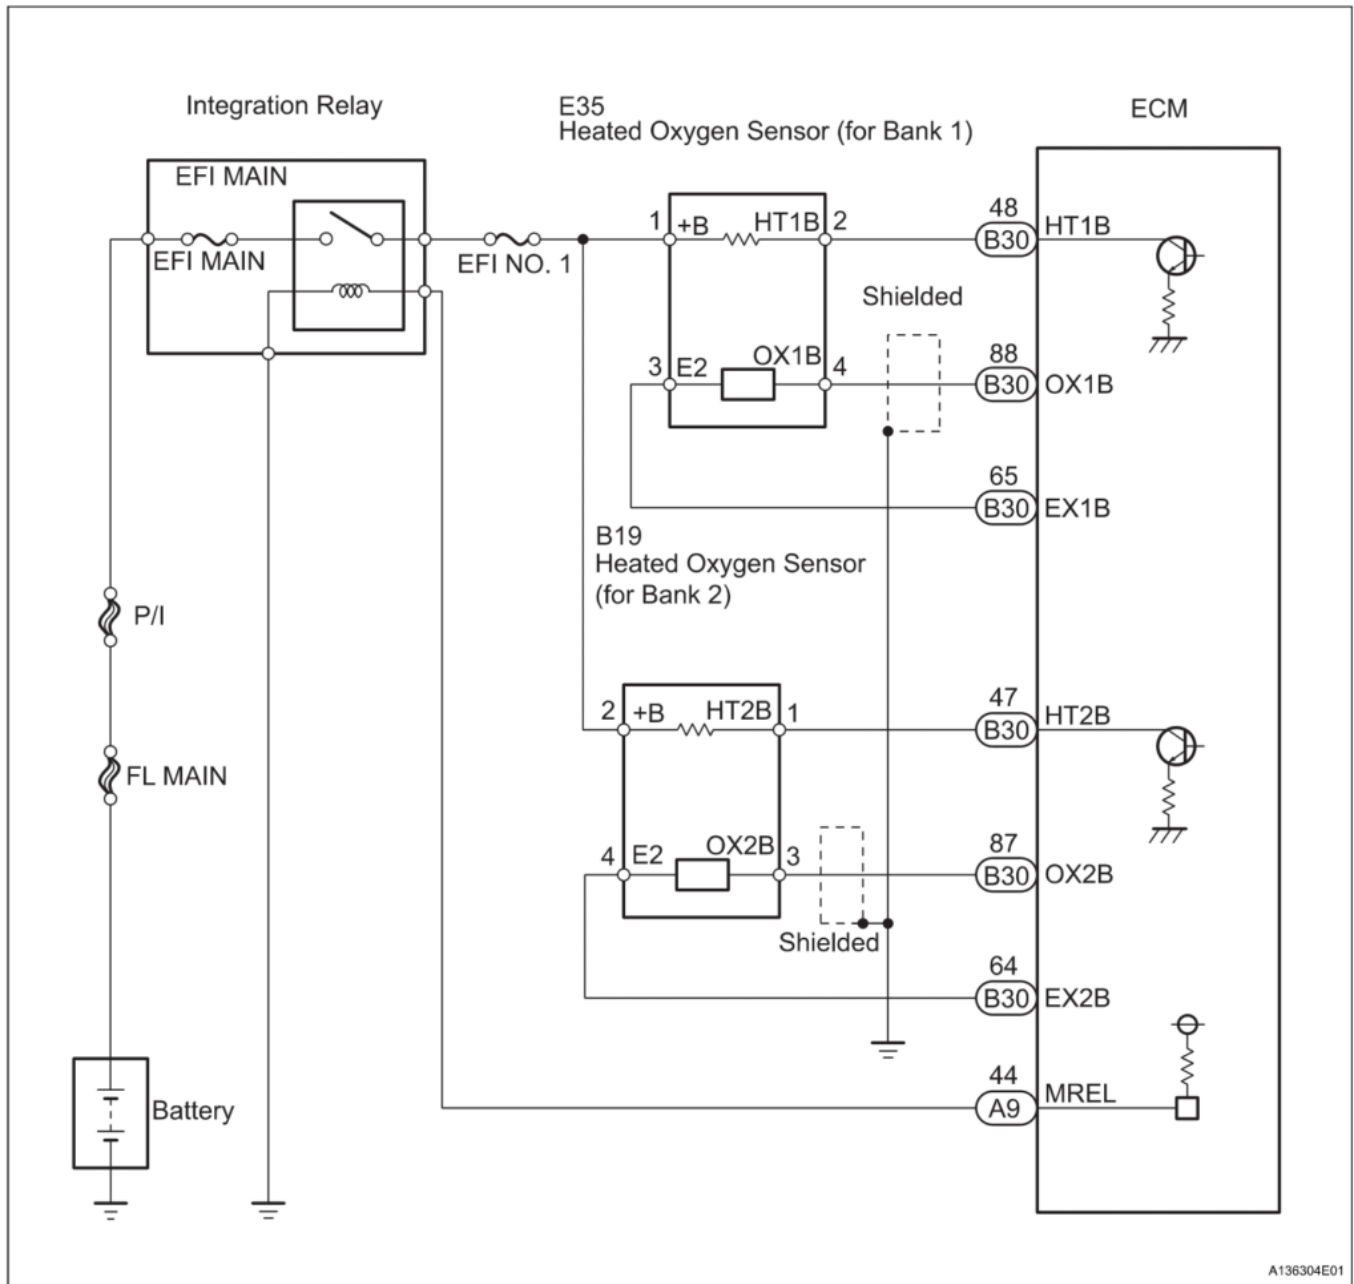 Integration Relay
E35
Heated Oxygen Sensor (for Bank 1)
ECM
EFI MAIN
EFI MAIN
EFI NO. 1
1
+B
HT1B
2
48
B30
HT1B
Shielded
3
E2
OX1B
4
88
B30
OX1B
65
B30
EX1B
B19
Heated Oxygen Sensor
(for Bank 2)
P/I
FL MAIN
2
+B
HT2B
1
47
B30
HT2B
4
E2
OX2B
3
87
B30
OX2B
Shielded
64
B30
EX2B
44
A9
MREL
Battery
A136304E01